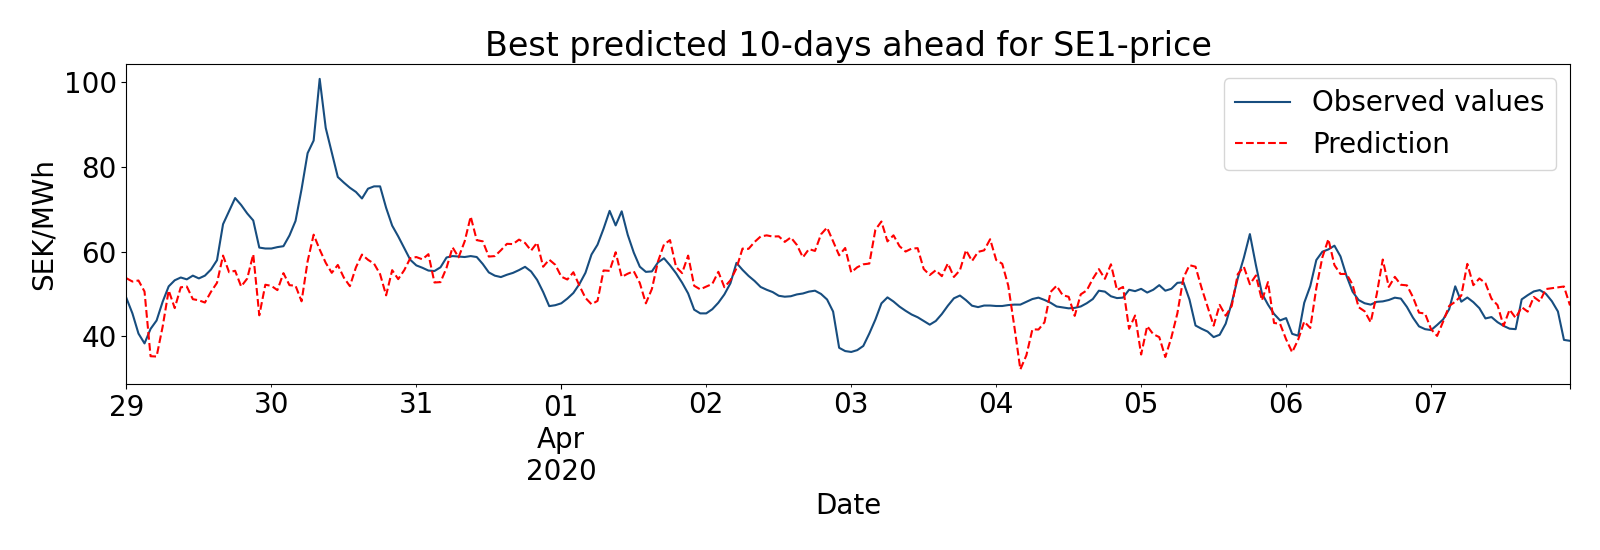 Best predicted 10-days ahead for SE1-price
Observed values
Prediction
100
80
60
40
SEK/MWh
29
30
31
01
02
03
04
05
06
07
Apr
2020
Date